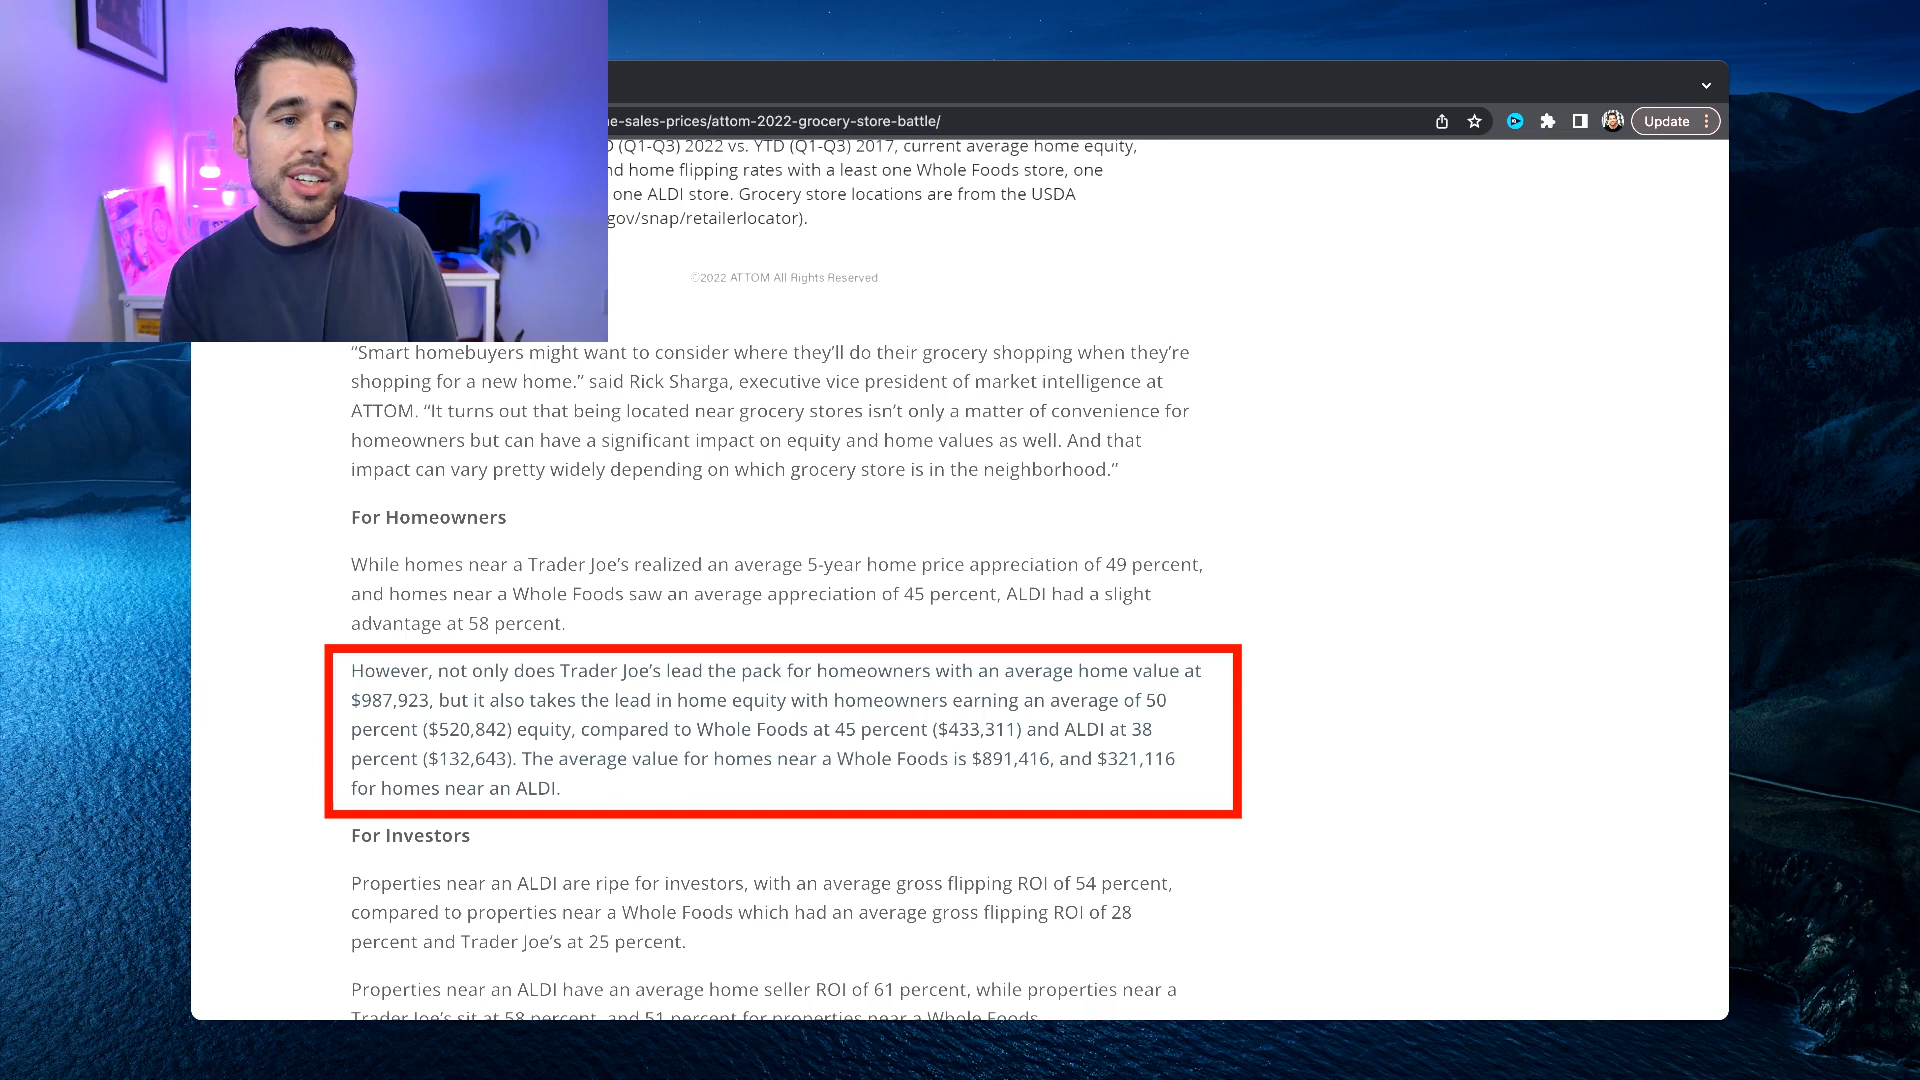 e-sales-prices/attom-2022-grocery-store-battle/
Update
(Q1-Q3) 2022 vs. YTD (Q1-Q3) 2017, current average home equity,
nd home flipping rates with a least one Whole Foods store, one
one ALDI store. Grocery store locations are from the USDA
gov/snap/retailerlocator).
©2022 ATTOM All Rights Reserved
“Smart homebuyers might want to consider where they’ll do their grocery shopping when they’re
shopping for a new home.” said Rick Sharga, executive vice president of market intelligence at
ATTOM. “It turns out that being located near grocery stores isn’t only a matter of convenience for
homeowners but can have a significant impact on equity and home values as well. And that
impact can vary pretty widely depending on which grocery store is in the neighborhood.”
For Homeowners
While homes near a Trader Joe’s realized an average 5-year home price appreciation of 49 percent,
and homes near a Whole Foods saw an average appreciation of 45 percent, ALDI had a slight
advantage at 58 percent.
However, not only does Trader Joe’s lead the pack for homeowners with an average home value at
$987,923, but it also takes the lead in home equity with homeowners earning an average of 50
percent ($520,842) equity, compared to Whole Foods at 45 percent ($433,311) and ALDI at 38
percent ($132,643). The average value for homes near a Whole Foods is $891,416, and $321,116
for homes near an ALDI.
For Investors
Properties near an ALDI are ripe for investors, with an average gross flipping ROI of 54 percent,
compared to properties near a Whole Foods which had an average gross flipping ROI of 28
percent and Trader Joe’s at 25 percent.
Properties near an ALDI have an average home seller ROI of 61 percent, while properties near a
Trader Joe’s sit at 58 percent, and 51 percent for properties near a Whole Foods.